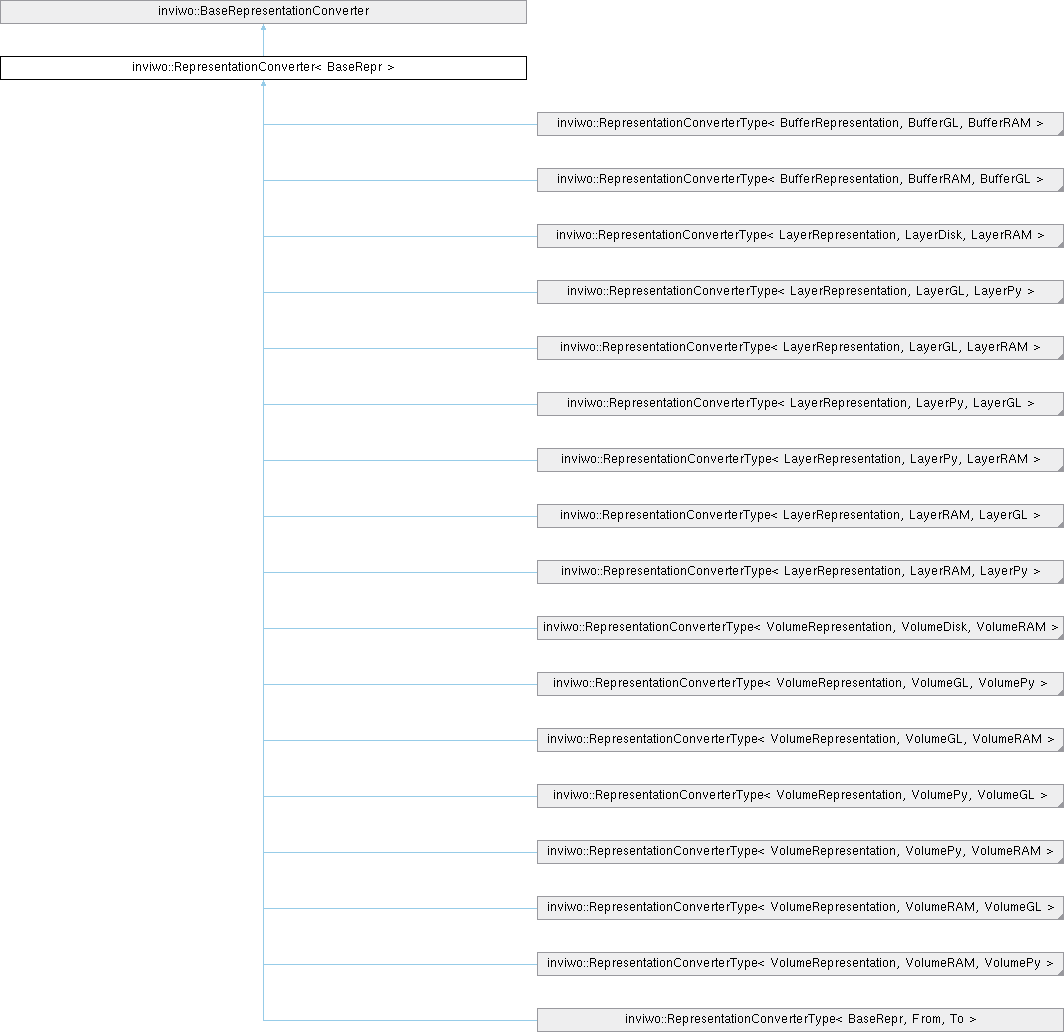 inviwo::BaseRepresentationConverter
inviwo::RepresentationConverter< BaseRepr >
inviwo::RepresentationConverterType< BufferRepresentation, BufferGL, BufferRAM >
inviwo::RepresentationConverterType< BufferRepresentation, BufferRAM, BufferGL >
inviwo::RepresentationConverterType< LayerRepresentation, LayerDisk, LayerRAM >
inviwo::RepresentationConverterType< LayerRepresentation, LayerGL, LayerPy >
inviwo::RepresentationConverterType< LayerRepresentation, LayerGL, LayerRAM >
inviwo::RepresentationConverterType< LayerRepresentation, LayerPy, LayerGL >
inviwo::RepresentationConverterType< LayerRepresentation, LayerPy, LayerRAM >
inviwo::RepresentationConverterType< LayerRepresentation, LayerRAM, LayerGL >
inviwo::RepresentationConverterType< LayerRepresentation, LayerRAM, LayerPy >
inviwo::RepresentationConverterType< VolumeRepresentation, VolumeDisk, VolumeRAM >
inviwo::RepresentationConverterType< VolumeRepresentation, VolumeGL, VolumePy >
inviwo::RepresentationConverterType< VolumeRepresentation, VolumeGL, VolumeRAM >
inviwo::RepresentationConverterType< VolumeRepresentation, VolumePy, VolumeGL >
inviwo::RepresentationConverterType< VolumeRepresentation, VolumePy, VolumeRAM >
inviwo::RepresentationConverterType< VolumeRepresentation, VolumeRAM, VolumeGL >
inviwo::RepresentationConverterType< VolumeRepresentation, VolumeRAM, VolumePy >
inviwo::RepresentationConverterType< BaseRepr, From, To >